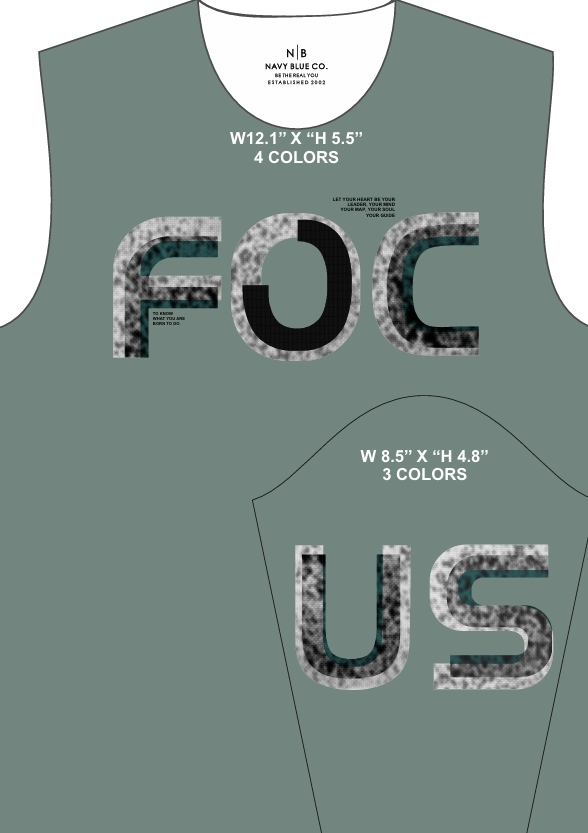 N|B
NAVY BLUE CO.
BE THE REAL YOU
ESTABLISHED 2002
W12.1” X “H 5.5”
4 COLORS
LET YOUR HEART BE YOUR
LEADER, YOUR MIND
YOUR MAP, YOUR SOUL
YOUR GUIDE
FOC
TO KNOW
WHAT YOU ARE
BORN TO DO
W 8.5” X “H 4.8”
3 COLORS
US